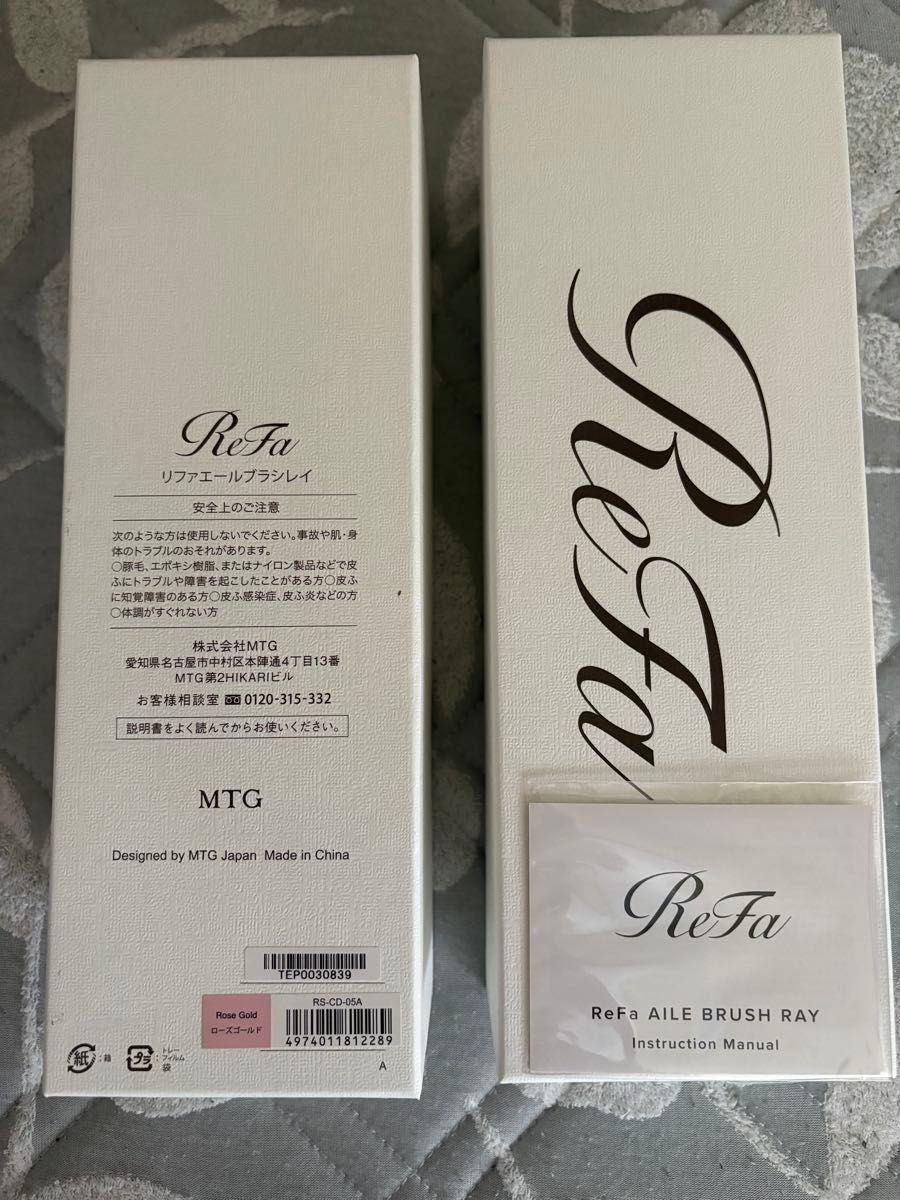 ReFa
リファエールブラシレイ
安全上のご注意
次のような方は使用しないでください。事故や肌・身
体のトラブルのおそれがあります。
○豚毛、エポキシ樹脂、またはナイロン製品などで皮
ふにトラブルや障害を起こしたことがある方○皮ふ
に知覚障害のある方○皮ふ感染症、皮ふ炎などの方
○体調がすぐれない方
株式会社MTG
愛知県名古屋市中村区本陣通4丁目13番
MTG第2HIKARIビル
お客様相談室 0120-315-332
説明書をよく読んでからお使いください。
MTG
Designed by MTG Japan Made in China
TEP0030839
Rose Gold
ローズゴールド
RS-CD-05A
4974011812289
紙 :箱
プラ
トレー
フィルム
袋
A
ReFa
ReFa
ReFa AILE BRUSH RAY
Instruction Manual